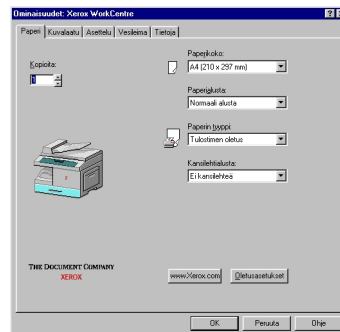 Ominaisuudet: Xerox WorkCentre
Paperi Kuvalaatu Asettelu Vesileima Tietoja
Kopioita:
1
Paperikoko:
A4 (210 x 297 mm)
Paperialusta:
Normaali alusta
Paperin tyyppi:
Tulostimen oletus
Kansilehtialusta:
Ei kansilehteä
THE DOCUMENT COMPANY
XEROX
www.Xerox.com Oletusasetukset
OK Peruuta Ohje